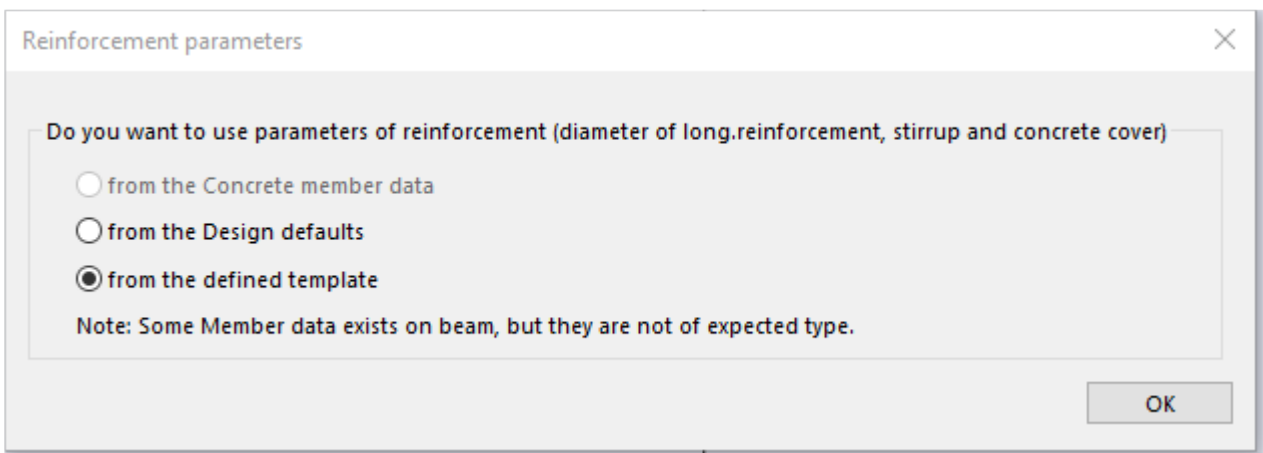 Reinforcement parameters
Do you want to use parameters of reinforcement (diameter of long.reinforcement, stirrup and concrete cover)
from the Concrete member data
from the Design defaults
from the defined template
Note: Some Member data exists on beam, but they are not of expected type.
OK